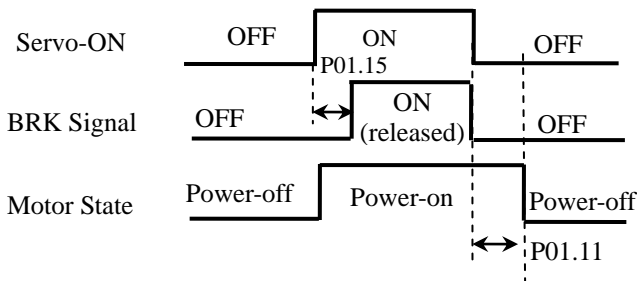 Servo-ON OFF ON OFF
P01.15
BRK Signal OFF ON OFF
(released)
Motor State Power-off Power-on Power-off
P01.11